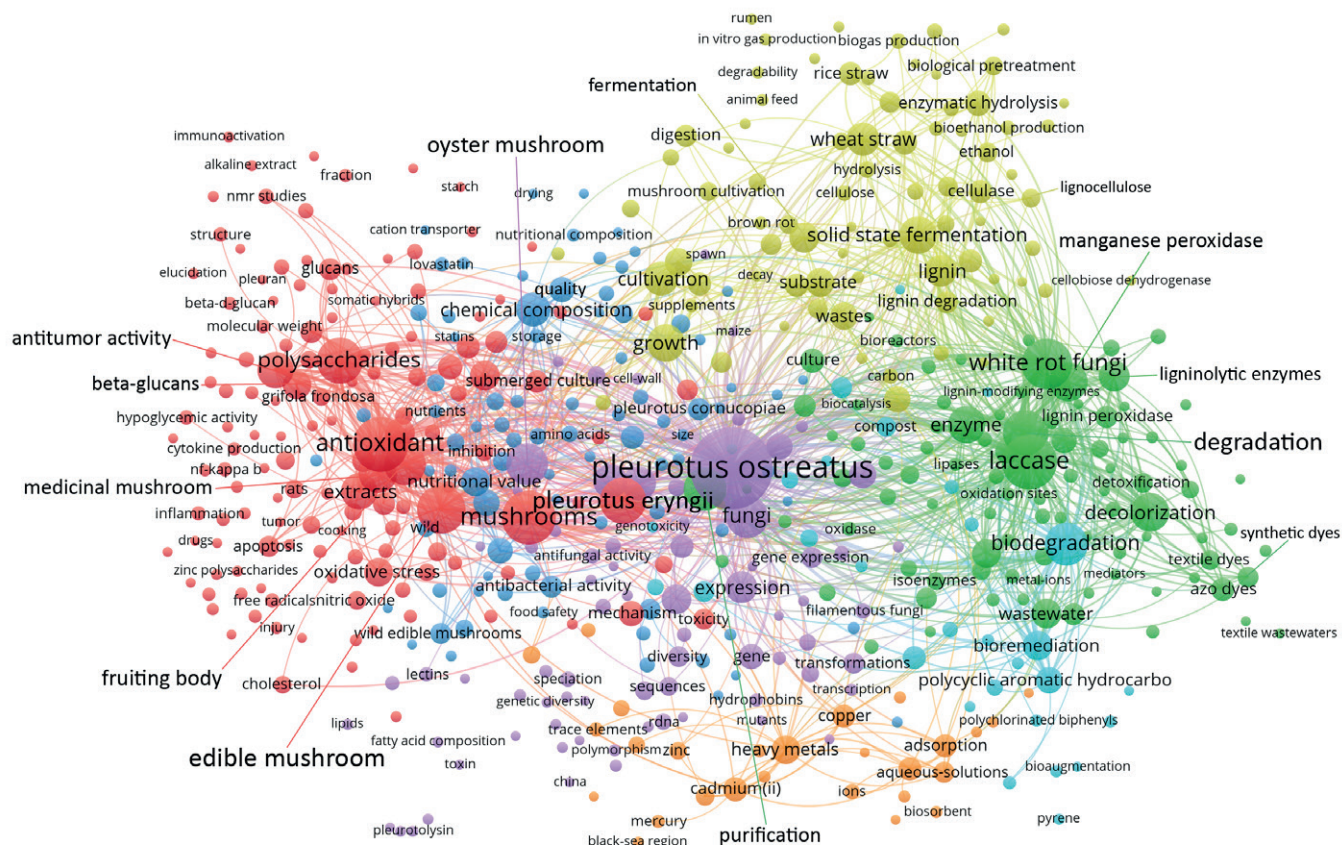 rumen
in vitro gas production
biogas production
degradability
rice straw
biological pretreatment
fermentation
animal feed
enzymatic hydrolysis
immunoactivation
digestion
bioethanol production
oyster mushroom
wheat straw
ethanol
alkaline extract
fraction
hydrolysis
starch
drying
mushroom cultivation
cellulose
cellulase
lignocellulose
nmr studies
brown rot
structure
cation transporter
nutritional composition
solid state fermentation
manganese peroxidase
spawn
elucidation
pleuran
glucans
lovastatin
decay
lignin
cellobiose dehydrogenase
quality
cultivation
substrate
beta-d-glucan
somatic hybrids
chemical composition
supplements
lignin degradation
molecular weight
statins
storage
maize
wastes
antitumor activity
growth
bioreactors
polysaccharides
culture
white rot fungi
ligninolytic enzymes
beta-glucans
submerged culture
cell-wall
carbon
grifola frondosa
nutrients
pleurotus cornucopiae
biocatalysis
lignin-modifying enzymes
hypoglycemic activity
lignin peroxidase
antioxidant
amino acids
size
compost
enzyme
degradation
cytokine production
inhibition
laccase
nf-kappa b
pleurotus ostreatus
lipases
medicinal mushroom
rats
extracts
nutritional value
oxidation sites
detoxification
pleurotus eryngii
inflammation
tumor
cooking
wild
mushrooms
genotoxicity
fungi
oxidase
decolorization
drugs
apoptosis
antifungal activity
gene expression
biodegradation
synthetic dyes
textile dyes
zinc polysaccharides
oxidative stress
antibacterial activity
expression
isoenzymes
metal-ions
mediators
azo dyes
free radicals
nitric oxide
food safety
mechanism
toxicity
filamentous fungi
wastewater
injury
wild edible mushrooms
bioremediation
textile wastewaters
fruiting body
cholesterol
lectins
diversity
gene
transformations
speciation
sequences
transcription
polycyclic aromatic hydrocarbo
genetic diversity
hydrophobins
lipids
rdna
mutants
copper
polychlorinated biphenyls
trace elements
fatty acid composition
polymorphism
zinc
heavy metals
adsorption
edible mushroom
toxin
aqueous-solutions
bioaugmentation
china
cadmium(ii)
ions
biosorbent
mercury
pyrene
pleurotolysin
black-sea region
purification